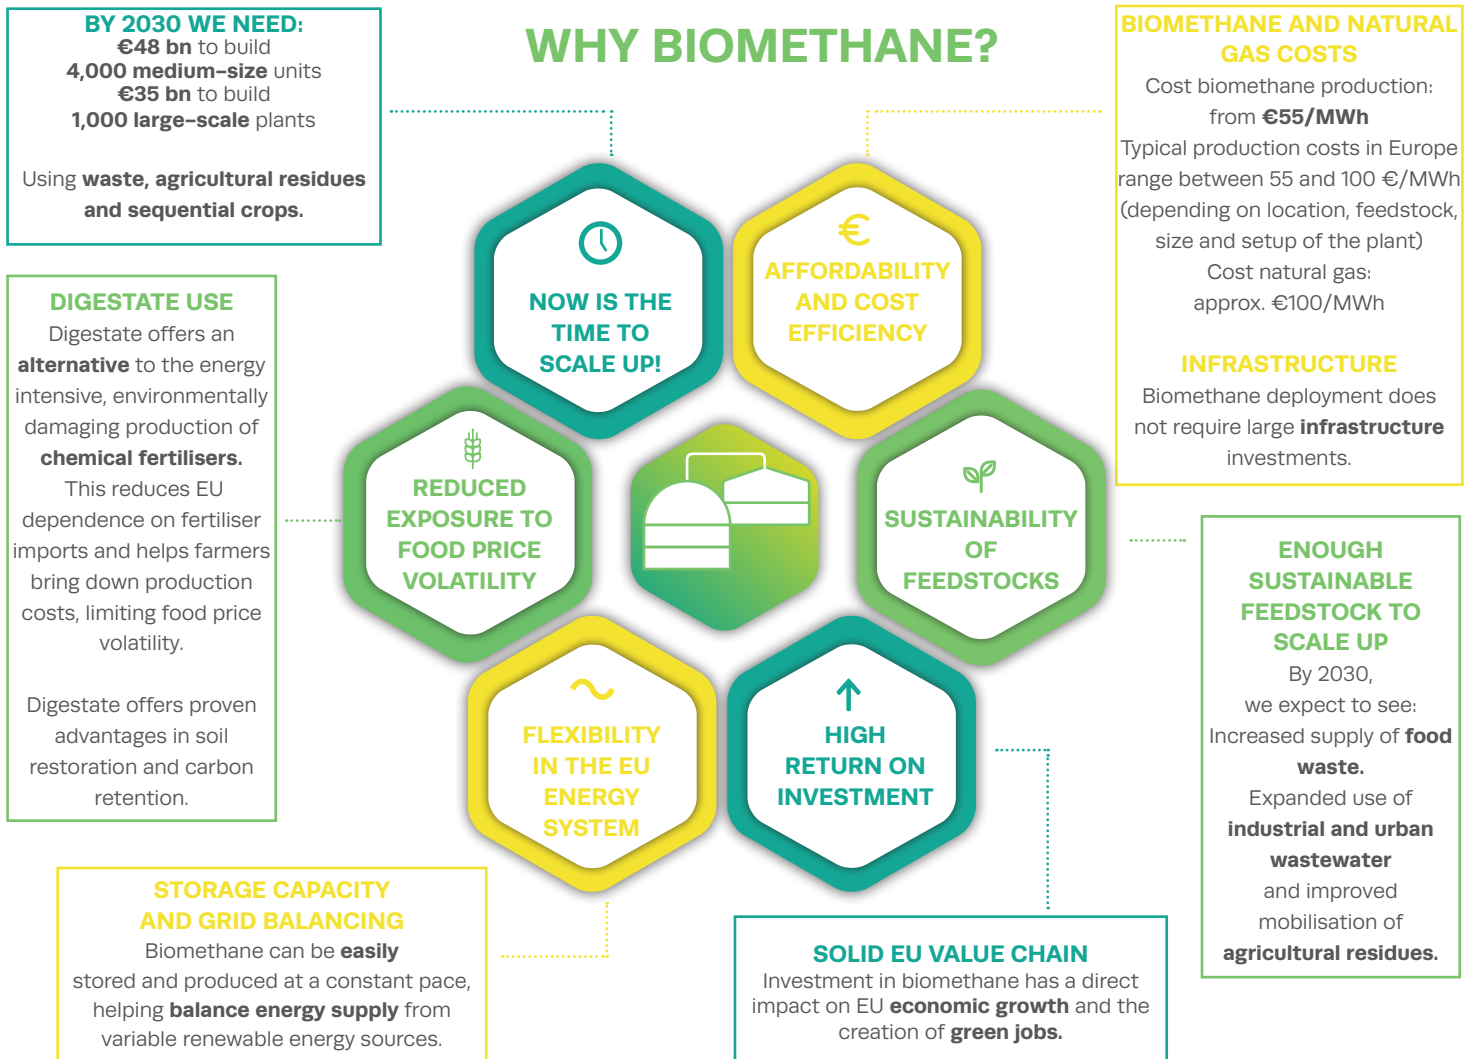 WHY BIOMETHANE?
BY 2030 WE NEED:
€48 bn to build
4,000 medium-size units
€35 bn to build
1,000 large-scale plants
Using waste, agricultural residues
and sequential crops.
BIOMETHANE AND NATURAL
GAS COSTS
Cost biomethane production:
from €55/MWh
Typical production costs in Europe
range between 55 and 100 €/MWh
(depending on location, feedstock,
size and setup of the plant)
Cost natural gas:
approx. €100/MWh
INFRASTRUCTURE
Biomethane deployment does
not require large infrastructure
investments.
NOW IS THE
TIME TO
SCALE UP!
€
AFFORDABILITY
AND COST
EFFICIENCY
DIGESTATE USE
Digestate offers an
alternative to the energy
intensive, environmentally
damaging production of
chemical fertilisers.
This reduces EU
dependence on fertiliser
imports and helps farmers
bring down production
costs, limiting food price
volatility.
Digestate offers proven
advantages in soil
restoration and carbon
retention.
REDUCED
EXPOSURE TO
FOOD PRICE
VOLATILITY
SUSTAINABILITY
OF
FEEDSTOCKS
ENOUGH
SUSTAINABLE
FEEDSTOCK TO
SCALE UP
By 2030,
we expect to see:
Increased supply of food
waste.
Expanded use of
industrial and urban
wastewater
and improved
mobilisation of
agricultural residues.
FLEXIBILITY
IN THE EU
ENERGY
SYSTEM
HIGH
RETURN ON
INVESTMENT
STORAGE CAPACITY
AND GRID BALANCING
Biomethane can be easily
stored and produced at a constant pace,
helping balance energy supply from
variable renewable energy sources.
SOLID EU VALUE CHAIN
Investment in biomethane has a direct
impact on EU economic growth and the
creation of green jobs.